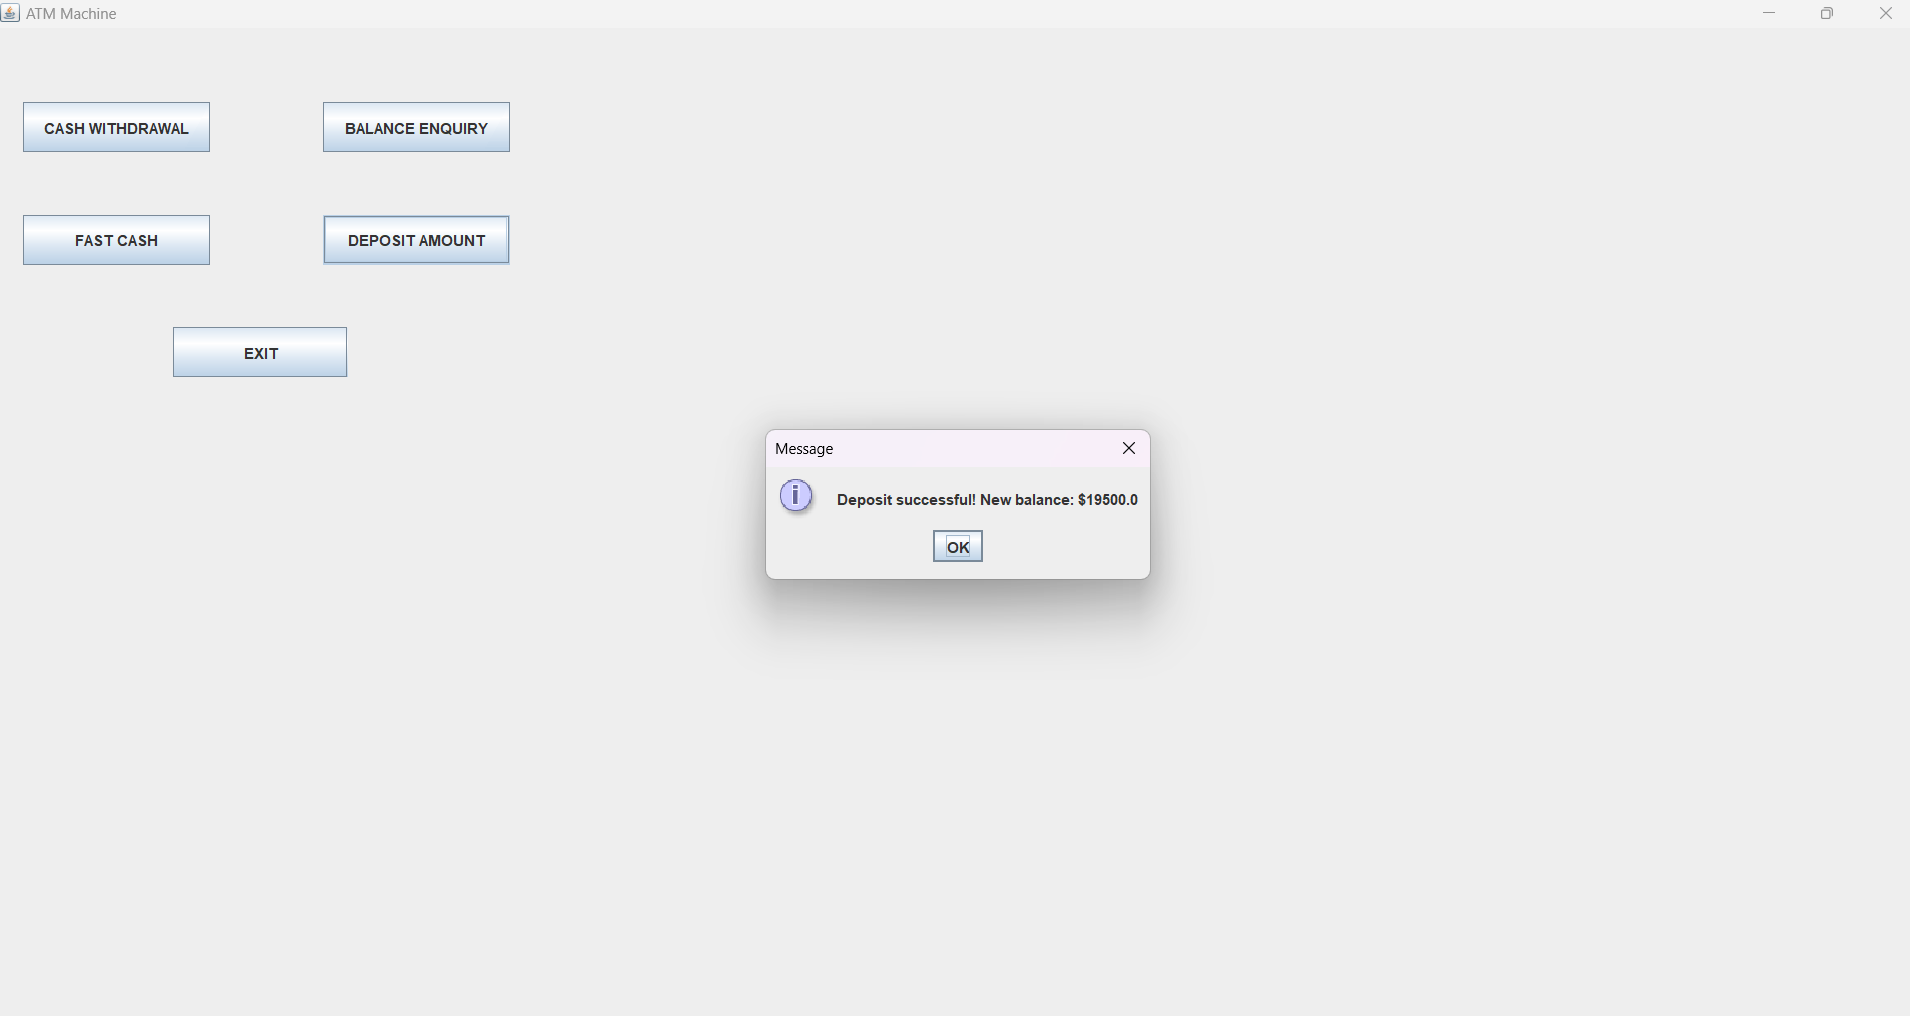 ATM Machine
CASH WITHDRAWAL
BALANCE ENQUIRY
FAST CASH
DEPOSIT AMOUNT
EXIT
Message
Deposit successful! New balance: $19500.0
OK